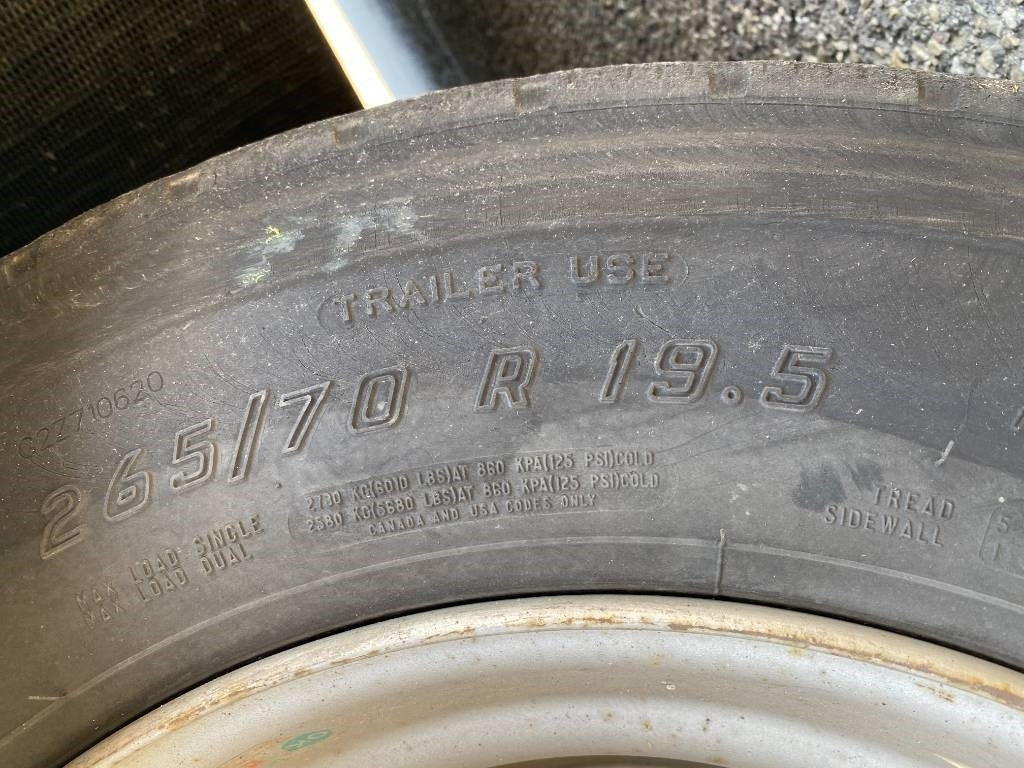 TRAILER USE
265/70 R 19.5
G2Z710620
MAX LOAD SINGLE 2730 KG(6010 LBS)AT 860 KPA(125 PSI)COLD
MAX LOAD DUAL 2580 KG(5680 LBS)AT 860 KPA(125 PSI)COLD
CANADA AND USA CODES ONLY
TREAD
SIDEWALL